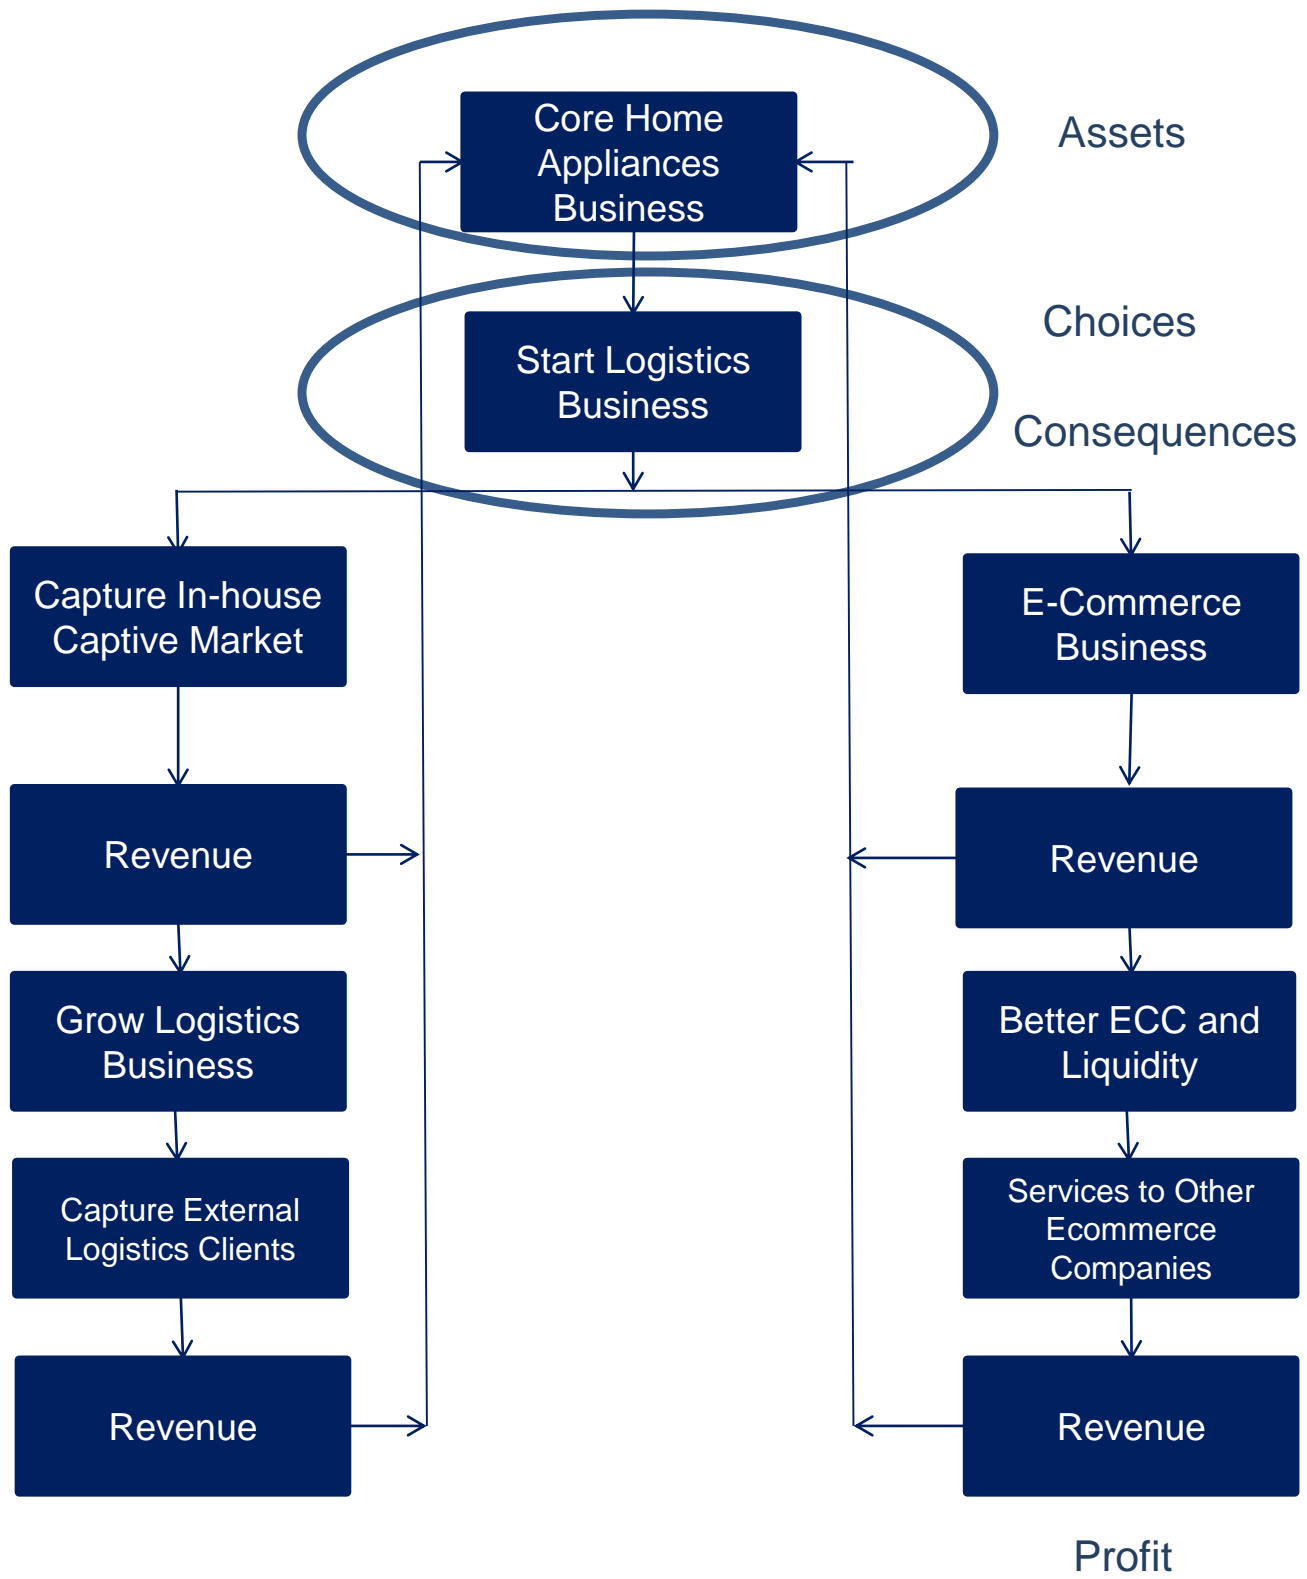 Core Home
Appliances
Business
Assets
Start Logistics
Business
Choices
Consequences
Capture In-house
Captive Market
E-Commerce
Business
Revenue
Revenue
Grow Logistics
Business
Better ECC and
Liquidity
Capture External
Logistics Clients
Services to Other
Ecommerce
Companies
Revenue
Revenue
Profit